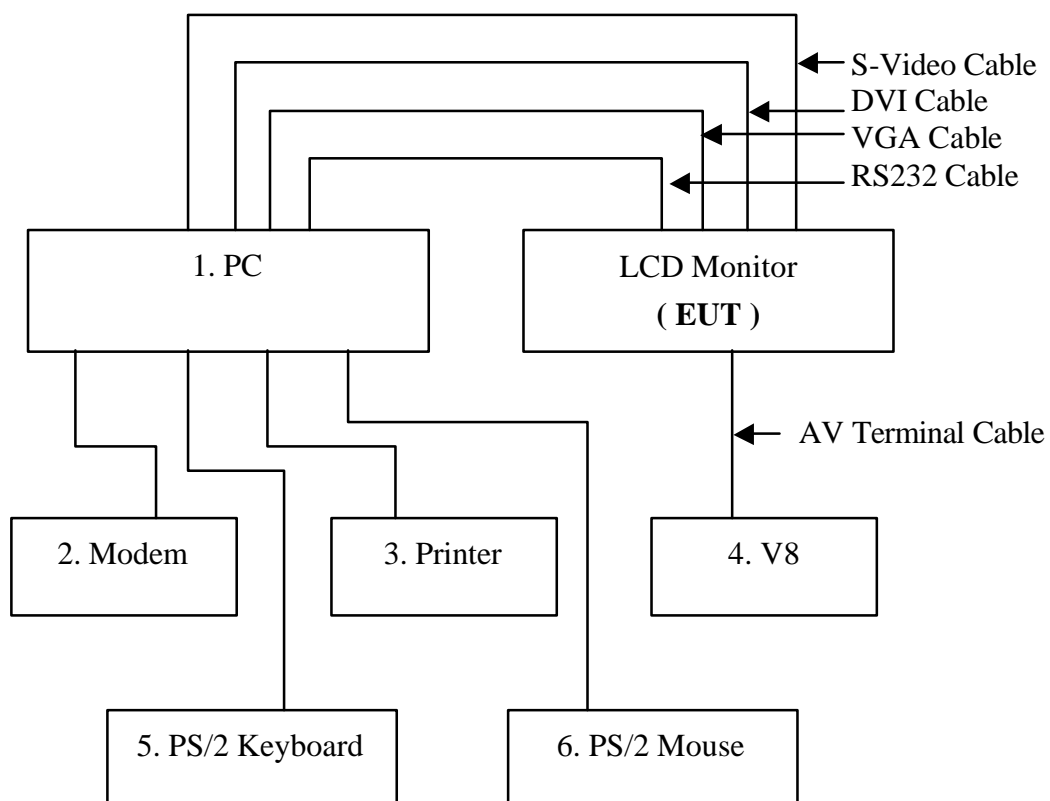 S-Video Cable
DVI Cable
VGA Cable
RS232 Cable
1. PC
LCD Monitor
( EUT )
AV Terminal Cable
2. Modem
3. Printer
4. V8
5. PS/2 Keyboard
6. PS/2 Mouse